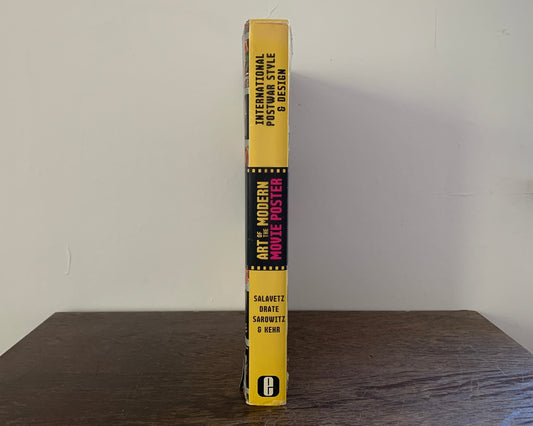 INTERNATIONAL
POSTWAR STYLE
& DESIGN
ART OF THE MODERN
MOVIE POSTER
SALAVETZ
DRATE
SAROWITZ
& KEHR
e